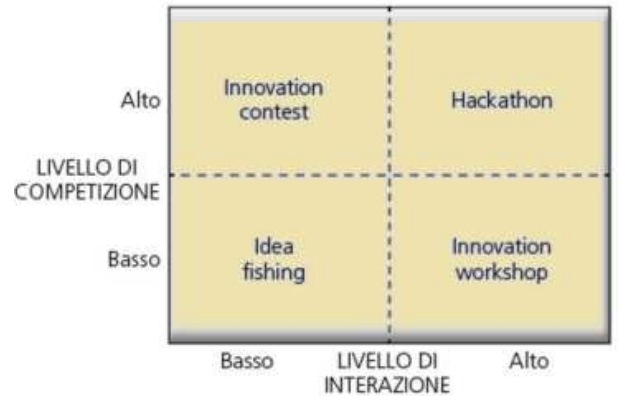 Alto
Innovation
contest
Hackathon
LIVELLO DI
COMPETIZIONE
Basso
Idea
fishing
Innovation
workshop
Basso
LIVELLO DI
INTERAZIONE
Alto